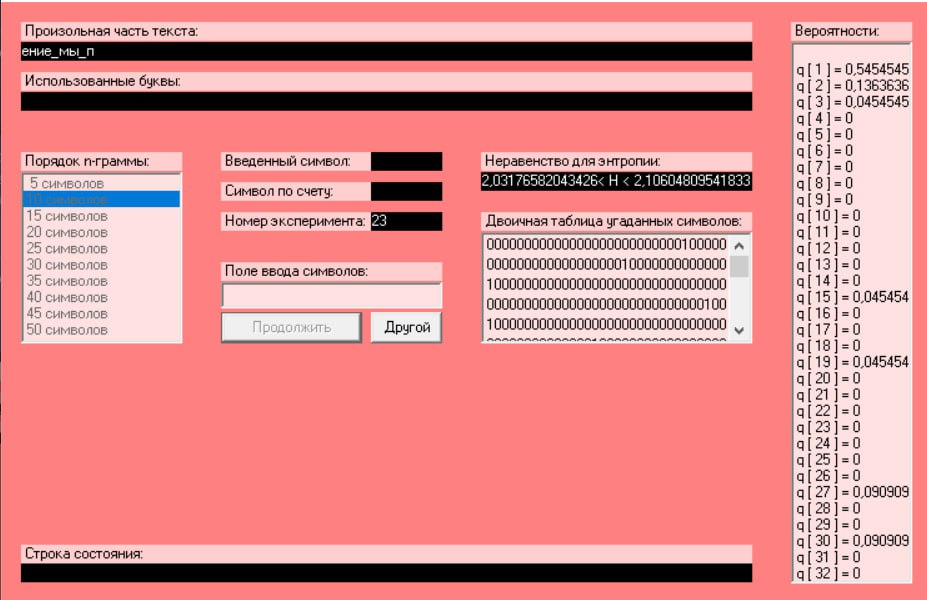 Произольная часть текста:
ение_мы_п
Использованные буквы:
Порядок n-граммы:
5 символов
10 символов
15 символов
20 символов
25 символов
30 символов
35 символов
40 символов
45 символов
50 символов
Введенный символ:
Символ по счету:
Номер эксперимента: 23
Поле ввода символов:
Продолжить
Другой
Неравенство для энтропии:
2,03176582043426< H < 2,10604809541833
Двоичная таблица угаданных символов:
00000000000000000000000000100000
00000000000000000010000000000000
10000000000000000000000000000000
00000000000000000000000000000100
10000000000000000000000000000000
Строка состояния:
Вероятности:
q[1]=0,5454545
q[2]=0,1363636
q[3]=0,0454545
q[4]=0
q[5]=0
q[6]=0
q[7]=0
q[8]=0
q[9]=0
q[10]=0
q[11]=0
q[12]=0
q[13]=0
q[14]=0
q[15]=0,045454
q[16]=0
q[17]=0
q[18]=0
q[19]=0,045454
q[20]=0
q[21]=0
q[22]=0
q[23]=0
q[24]=0
q[25]=0
q[26]=0
q[27]=0,090909
q[28]=0
q[29]=0
q[30]=0,090909
q[31]=0
q[32]=0